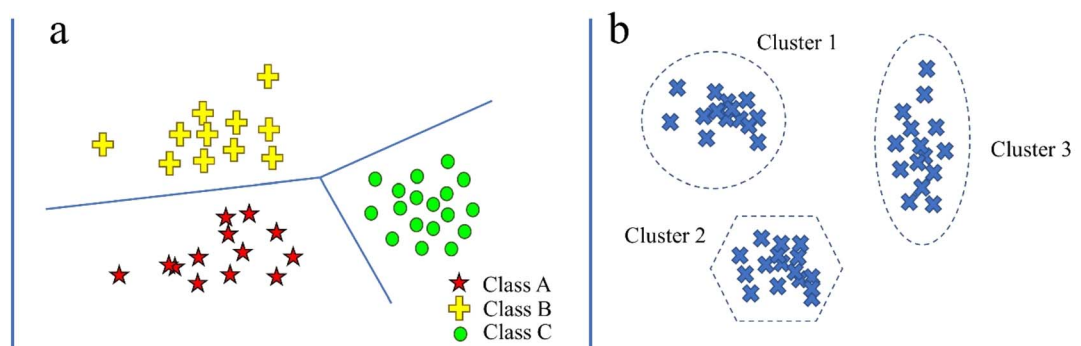 a
Class A
Class B
Class C
b
Cluster 1
Cluster 3
Cluster 2